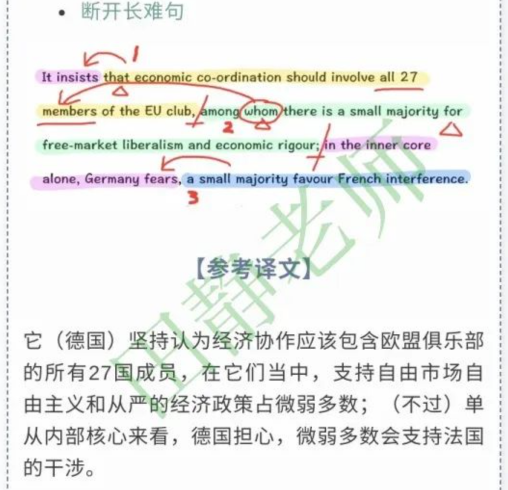 断开长难句
1
It insists that economic co-ordination should involve all 27
members of the EU club, among whom there is a small majority for
2
free-market liberalism and economic rigour; in the inner core
alone, Germany fears, a small majority favour French interference.
3
【参考译文】
田静老师
它（德国）坚持认为经济协作应该包含欧盟俱乐部
的所有27国成员，在它们当中，支持自由市场自
由主义和从严的经济政策占微弱多数；（不过）单
从内部核心来看，德国担心，微弱多数会支持法国
的干涉。